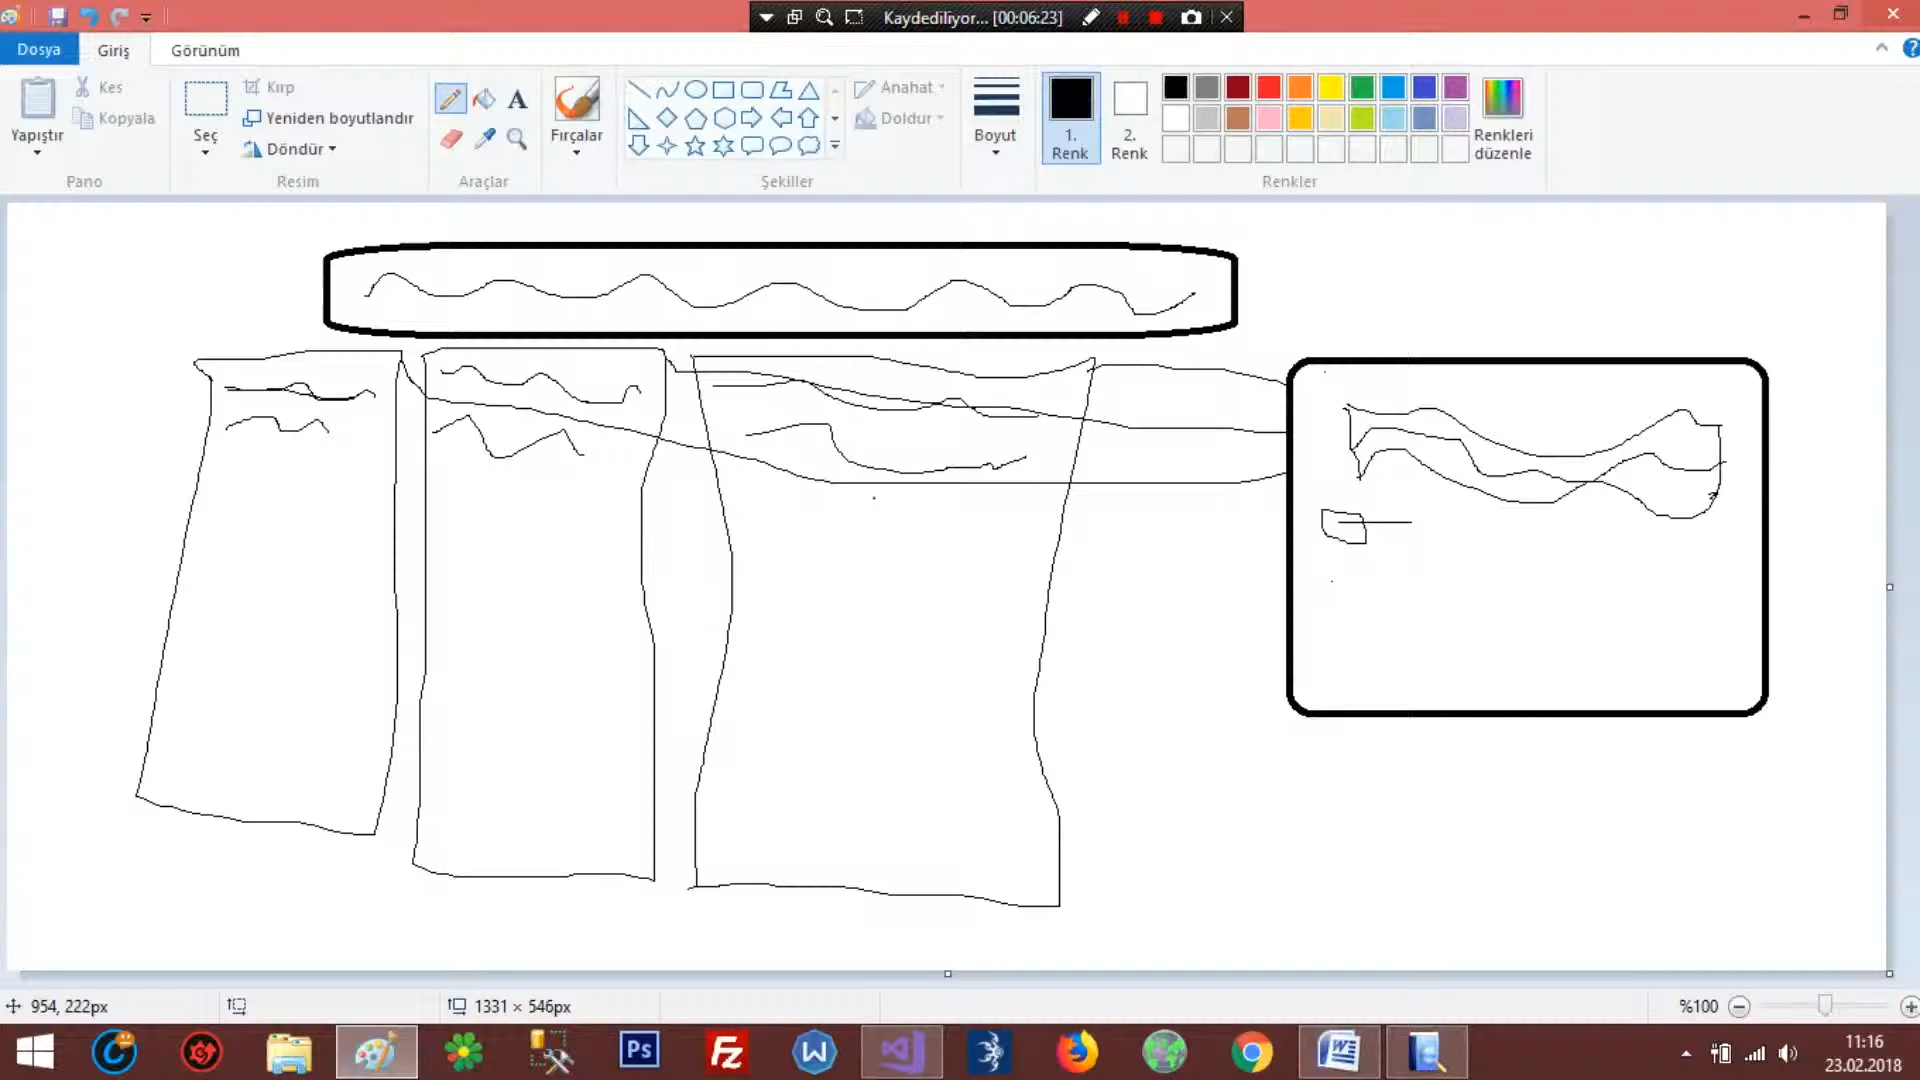 Kaydediliyor... [00:06:23]
Dosya Giriş Görünüm
Yapıştır
Kes
Kopyala
Pano
Seç
Kırp
Yeniden boyutlandır
Döndür
Resim
A
Araçlar
Fırçalar
Şekiller
Anahat
Doldur
Boyut
1. Renk
2. Renk
Renkleri düzenle
Renkler
954, 222px
1331 × 546px
%100
Ps
Fz
W
W
11:16
23.02.2018